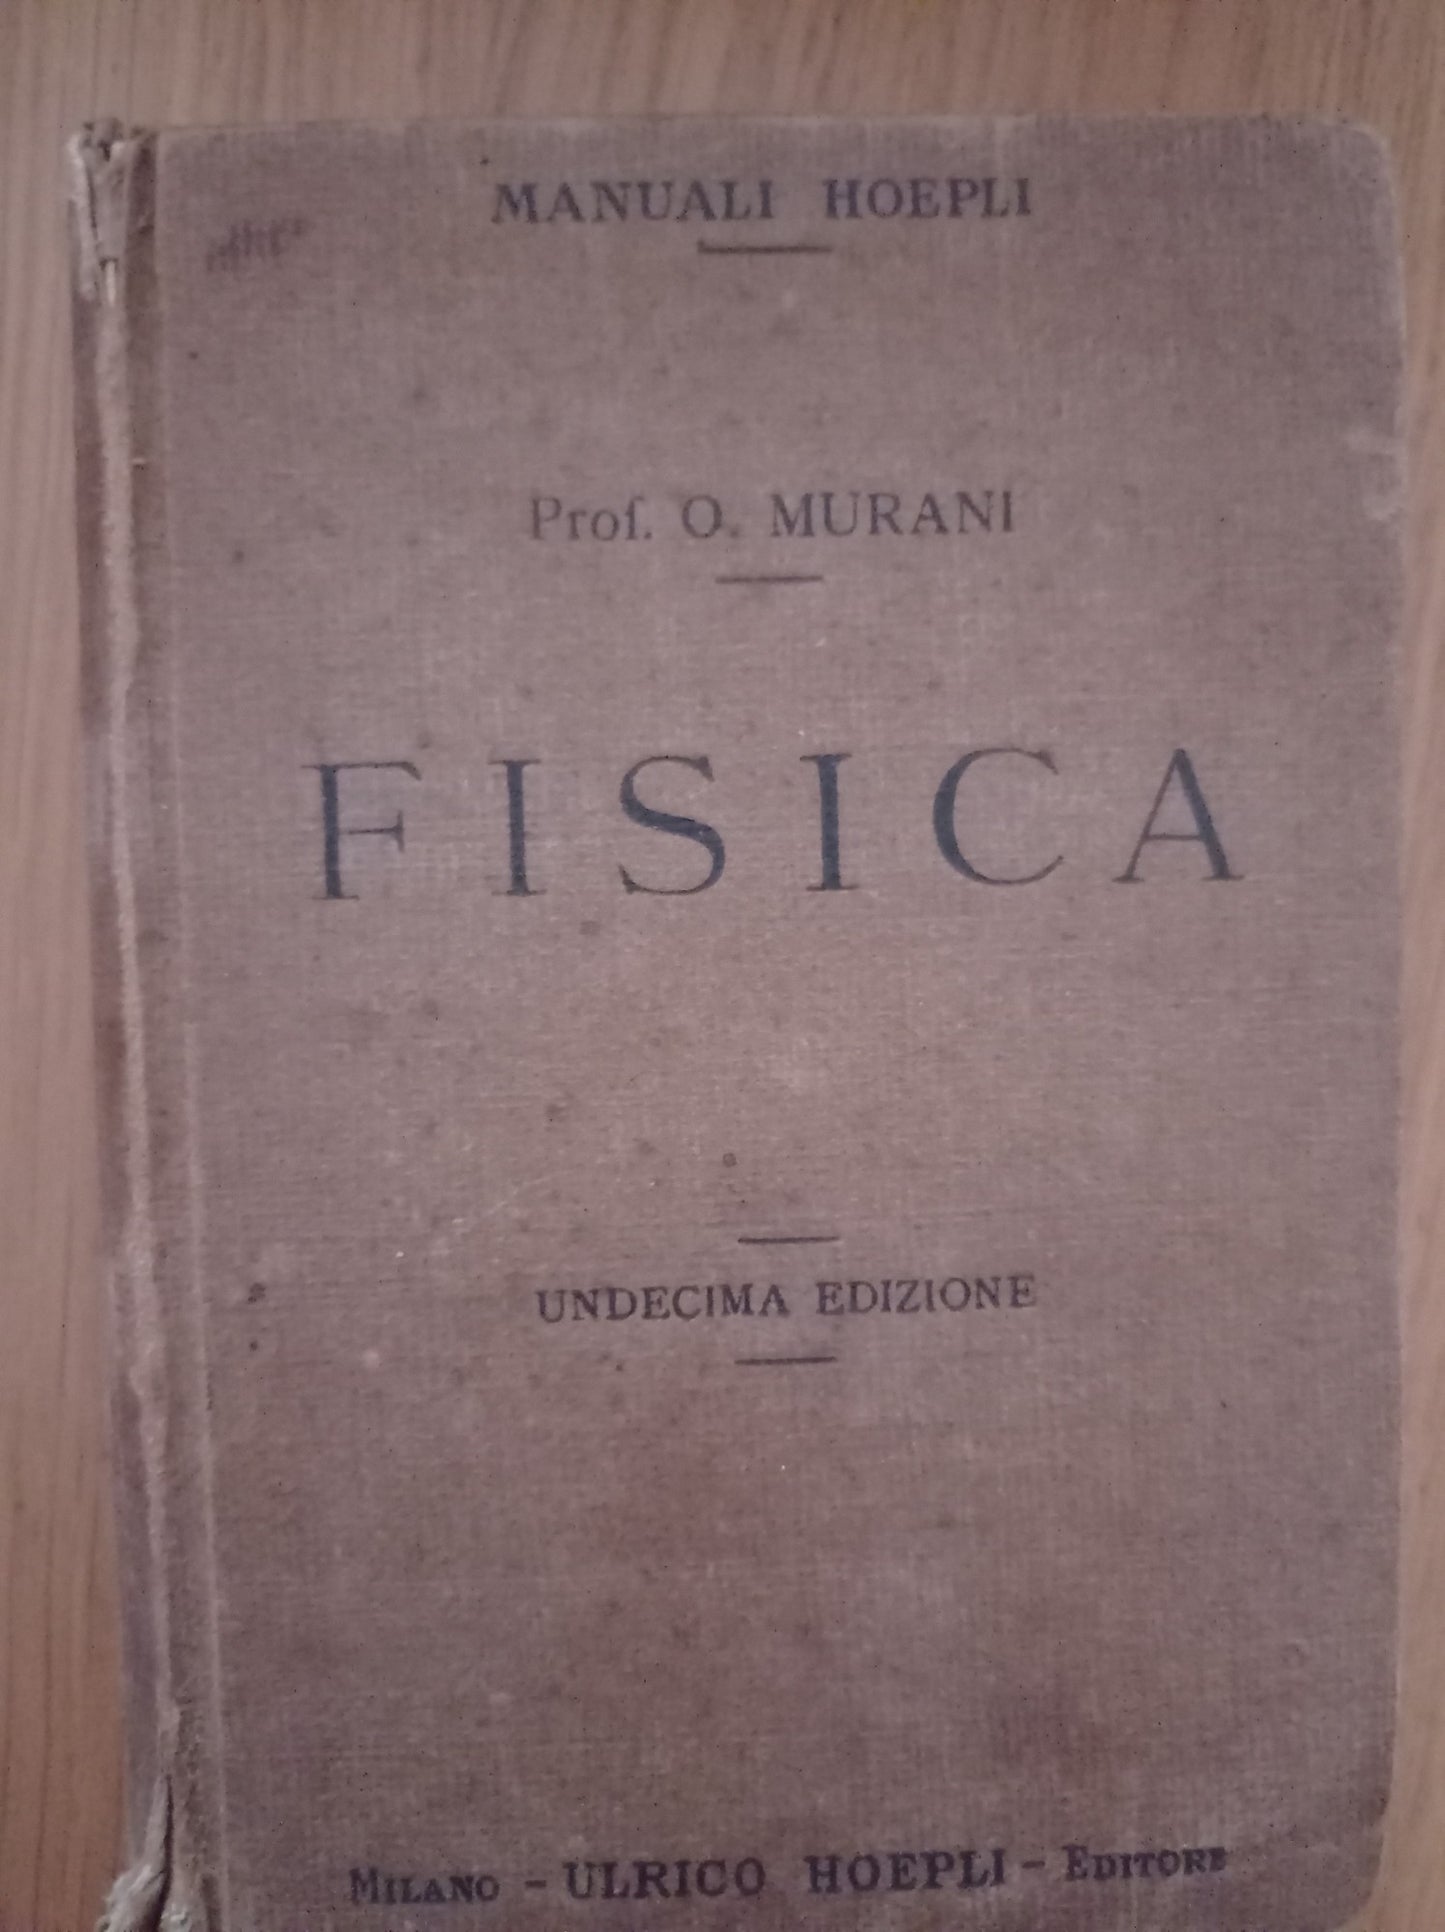 MANUALI HOEPLI
Prof. O. MURANI
FISICA
UNDECIMA EDIZIONE
MILANO - ULRICO HOEPLI - EDITORE